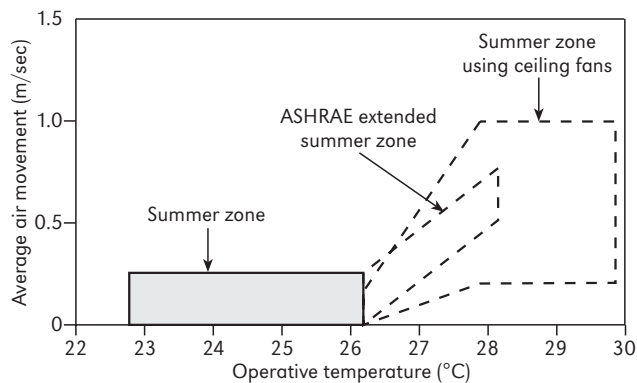 1.5
Summer zone
using ceiling fans
Average air movement (m/sec)
1.0
ASHRAE extended
summer zone
0.5
Summer zone
0
22 23 24 25 26 27 28 29 30
Operative temperature (°C)